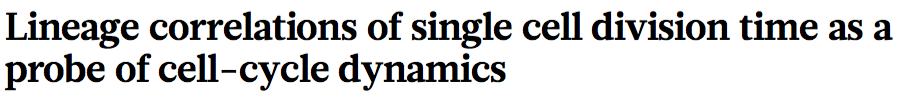 Lineage correlations of single cell division time as a
probe of cell-cycle dynamics